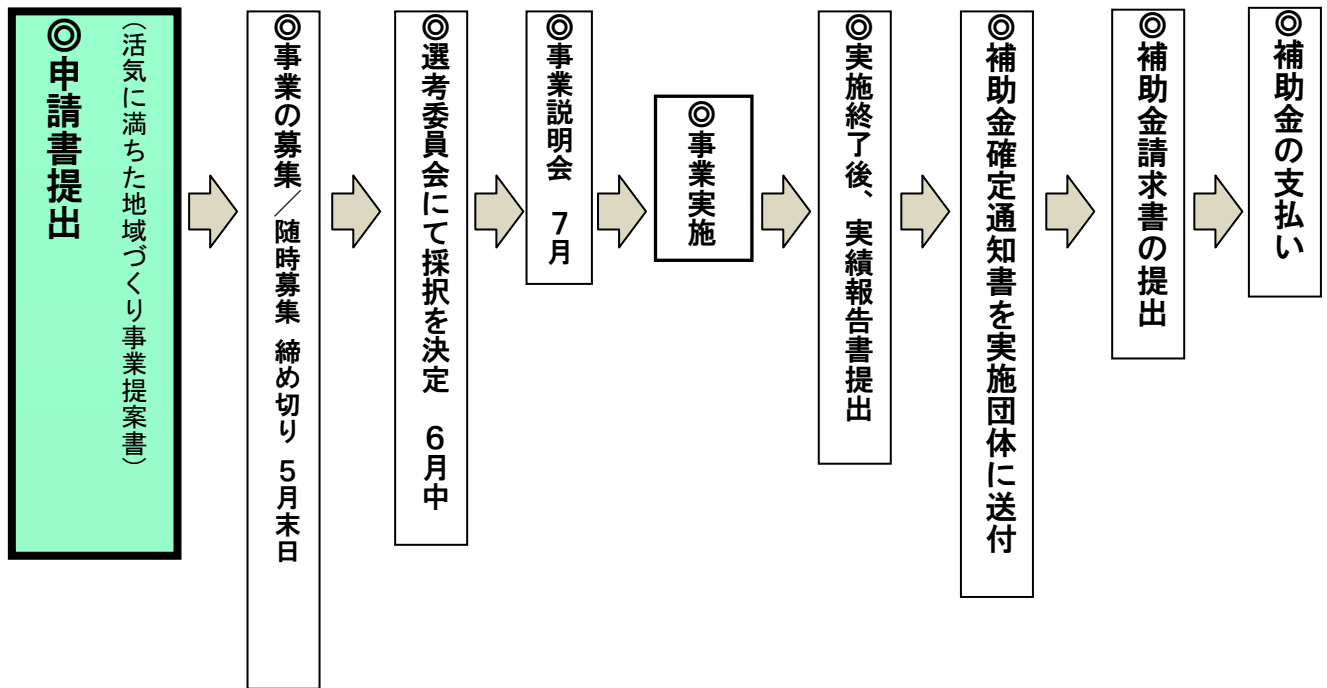 ◎申請書提出
（活気に満ちた地域づくり事業提案書）
◎事業の募集／随時募集 締め切り 5月末日
◎選考委員会にて採択を決定　6月中
◎事業説明会　7月
◎事業実施
◎実施終了後、実績報告書提出
◎補助金確定通知書を実施団体に送付
◎補助金請求書の提出
◎補助金の支払い